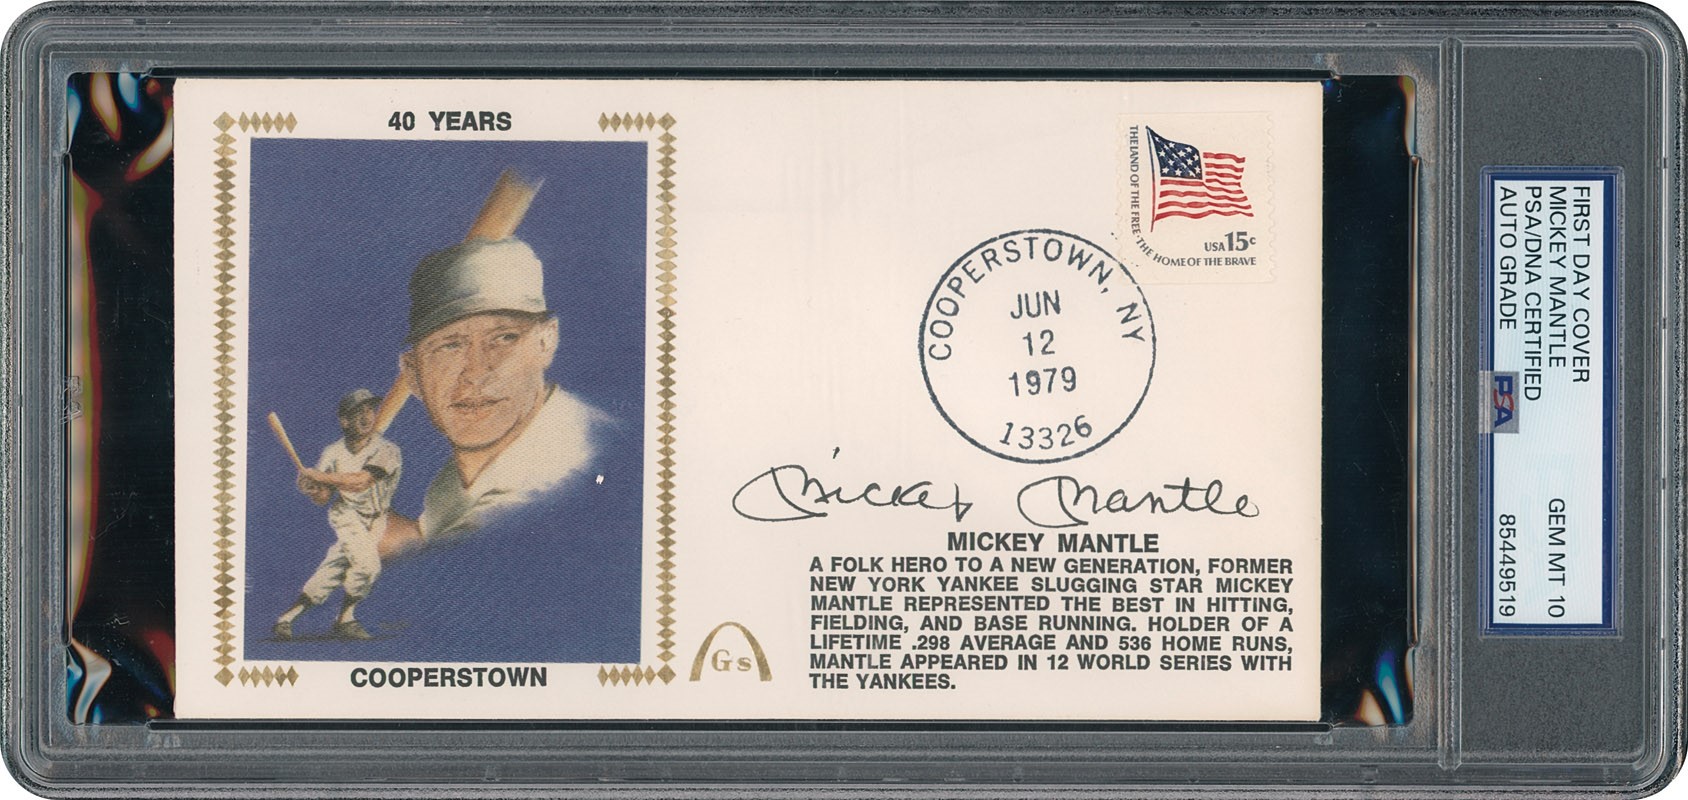 40 YEARS
COOPERSTOWN
THE LAND OF THE FREE · THE HOME OF THE BRAVE
USA 15c
COOPERSTOWN, NY
JUN
12
1979
13326
Mickey Mantle
MICKEY MANTLE
A FOLK HERO TO A NEW GENERATION, FORMER
NEW YORK YANKEE SLUGGING STAR MICKEY
MANTLE REPRESENTED THE BEST IN HITTING,
FIELDING, AND BASE RUNNING. HOLDER OF A
LIFETIME .298 AVERAGE AND 536 HOME RUNS,
MANTLE APPEARED IN 12 WORLD SERIES WITH
THE YANKEES.
Gs
FIRST DAY COVER
MICKEY MANTLE
PSA/DNA CERTIFIED
AUTO GRADE
PSA
GEM MT 10
85449519